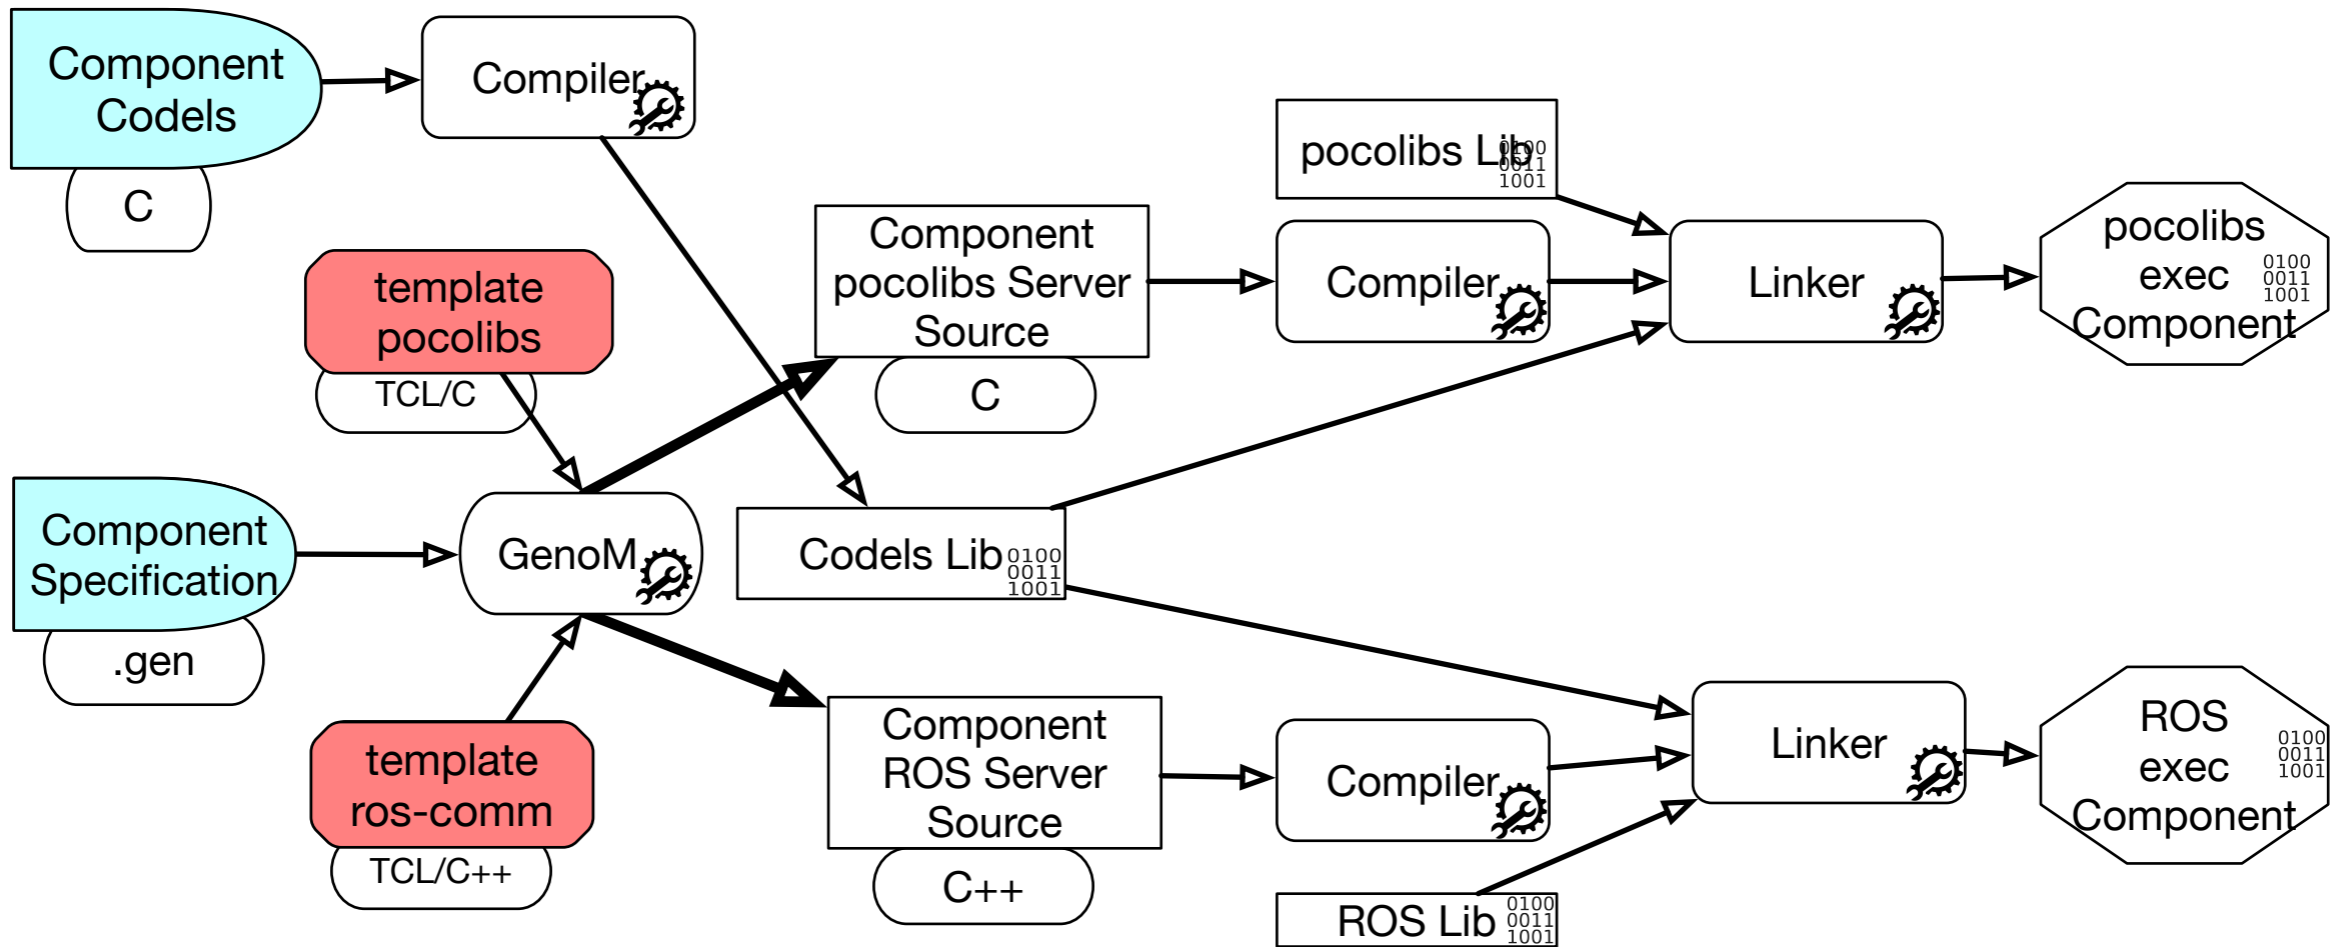 Component
Codels
C
Compiler
pocolibs Lib
0100
0011
1001
template
pocolibs
TCL/C
Component
pocolibs Server
Source
C
Compiler
Linker
pocolibs
exec
Component
0100
0011
1001
Component
Specification
.gen
GenoM
Codels Lib
0100
0011
1001
template
ros-comm
TCL/C++
Component
ROS Server
Source
C++
Compiler
Linker
ROS
exec
Component
0100
0011
1001
ROS Lib
0100
0011
1001